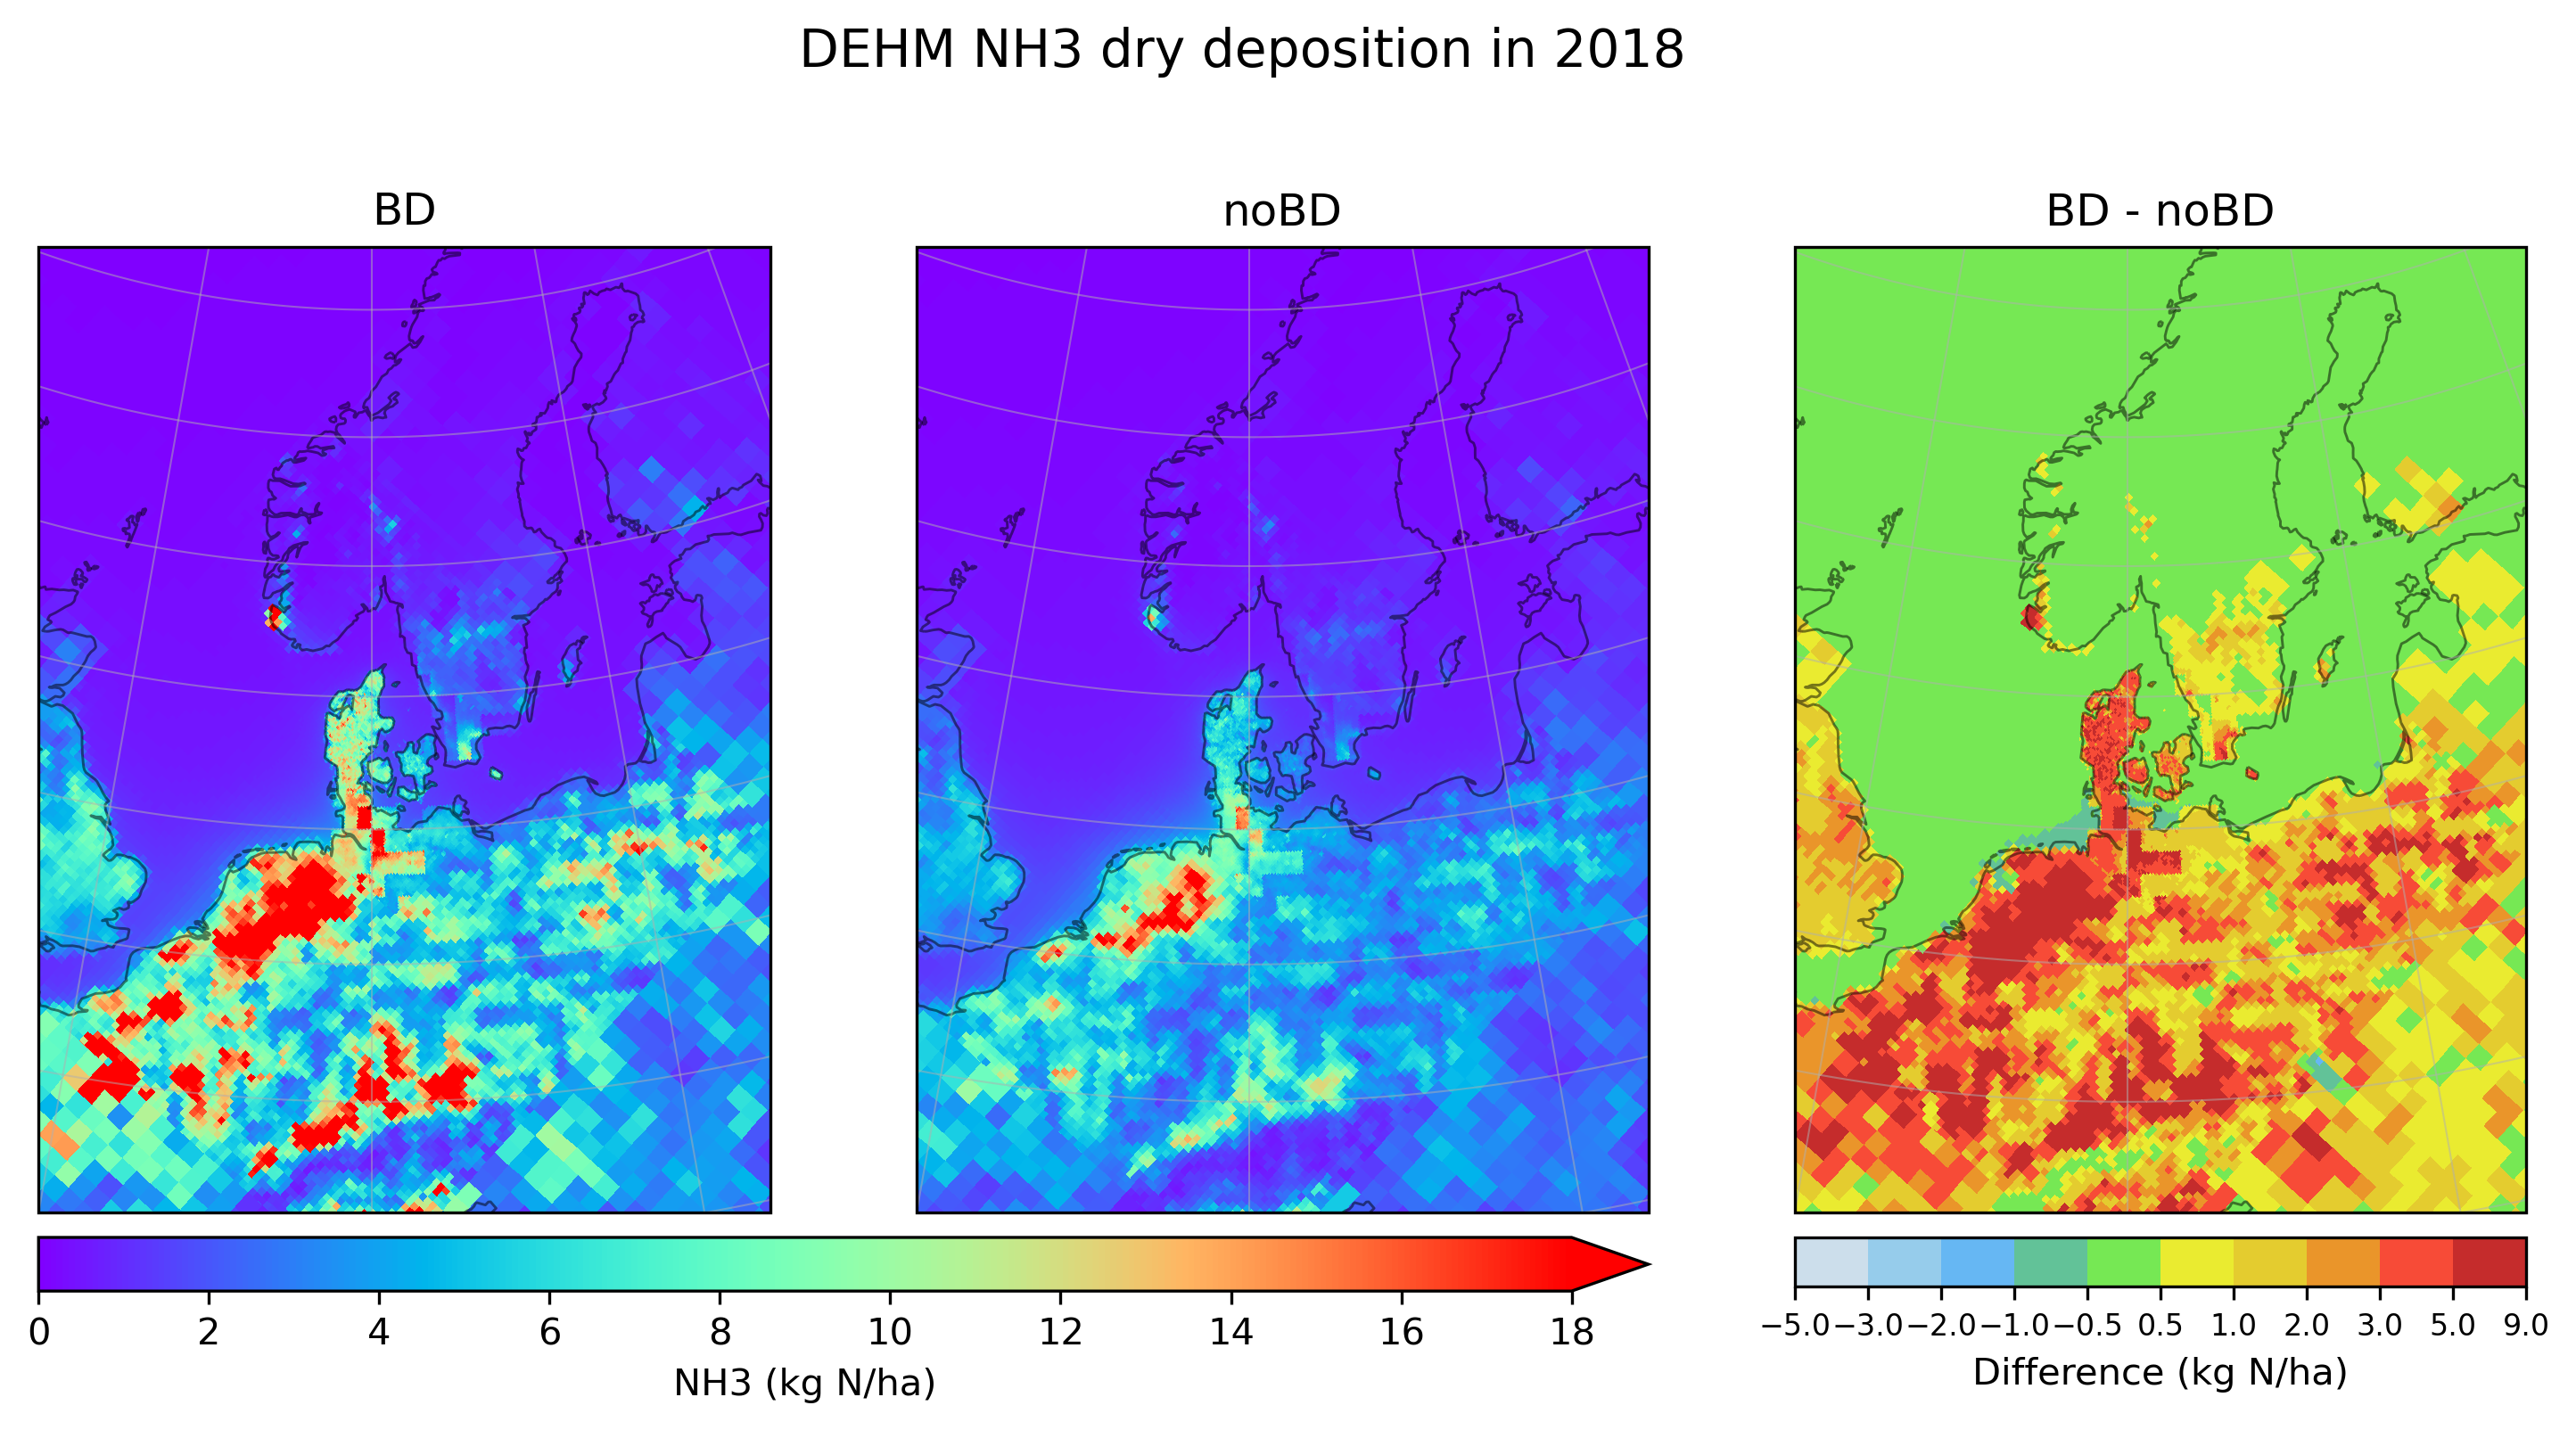 DEHM NH3 dry deposition in 2018
BD
noBD
BD - noBD
0 2 4 6 8 10 12 14 16 18
NH3 (kg N/ha)
−5.0 −3.0 −2.0 −1.0 −0.5 0.5 1.0 2.0 3.0 5.0 9.0
Difference (kg N/ha)